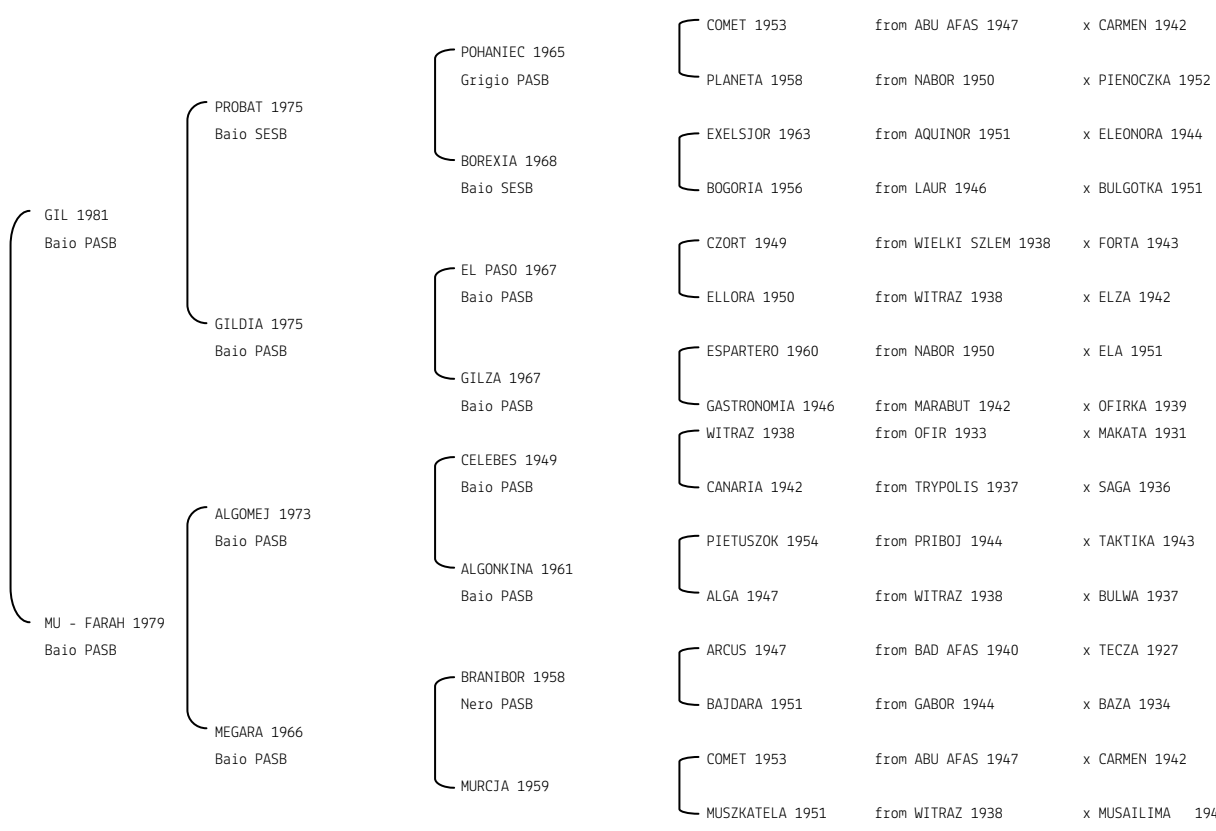 COMET 1953 from ABU AFAS 1947 x CARMEN 1942
POHANIEC 1965
Grigio PASB PLANETA 1958 from NABOR 1950 x PIENOCZKA 1952
PROBAT 1975
Baio SESB EXELSJOR 1963 from AQUINOR 1951 x ELEONORA 1944
BOREXIA 1968
Baio SESB BOGORIA 1956 from LAUR 1946 x BULGOTKA 1951
GIL 1981
Baio PASB CZORT 1949 from WIELKI SZLEM 1938 x FORTA 1943
EL PASO 1967
Baio PASB ELLORA 1950 from WITRAZ 1938 x ELZA 1942
GILDIA 1975
Baio PASB ESPARTERO 1960 from NABOR 1950 x ELA 1951
GILZA 1967
Baio PASB GASTRONOMIA 1946 from MARABUT 1942 x OFIRKA 1939
WITRAZ 1938 from OFIR 1933 x MAKATA 1931
CELEBES 1949
Baio PASB CANARIA 1942 from TRYPOLIS 1937 x SAGA 1936
ALGOMEJ 1973
Baio PASB PIETUSZOK 1954 from PRIBOJ 1944 x TAKTIKA 1943
ALGONKINA 1961
Baio PASB ALGA 1947 from WITRAZ 1938 x BULWA 1937
MU - FARAH 1979
Baio PASB ARCUS 1947 from BAD AFAS 1940 x TECZA 1927
BRANIBOR 1958
Nero PASB BAJDARA 1951 from GABOR 1944 x BAZA 1934
MEGARA 1966
Baio PASB COMET 1953 from ABU AFAS 1947 x CARMEN 1942
MURCJA 1959
MUSZKATELA 1951 from WITRAZ 1938 x MUSAILIMA